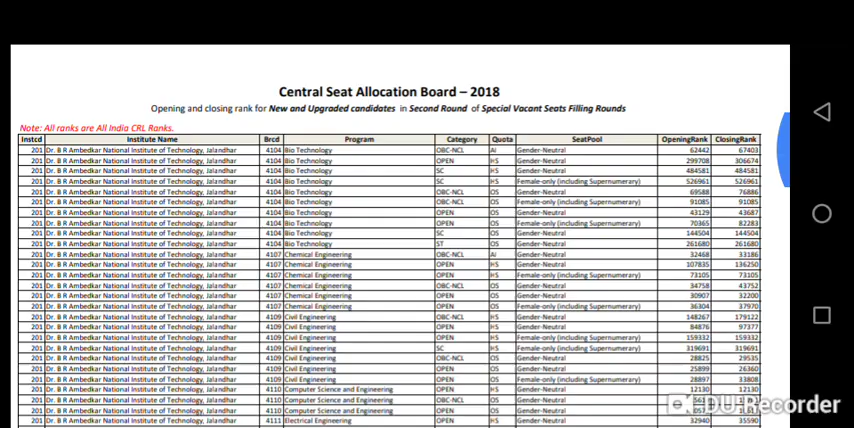 Central Seat Allocation Board – 2018
Opening and closing rank for New and Upgraded candidates in Second Round of Special Vacant Seats Filling Rounds
Note: All ranks are All India CRL Ranks.
Instcd Institute Name Brcd Program Category Quota SeatPool OpeningRank ClosingRank
201 Dr. B R Ambedkar National Institute of Technology, Jalandhar 4104 Bio Technology OBC-NCL AI Gender-Neutral 62442 67403
201 Dr. B R Ambedkar National Institute of Technology, Jalandhar 4104 Bio Technology OPEN HS Gender-Neutral 299708 306674
201 Dr. B R Ambedkar National Institute of Technology, Jalandhar 4104 Bio Technology SC HS Gender-Neutral 484581 484581
201 Dr. B R Ambedkar National Institute of Technology, Jalandhar 4104 Bio Technology SC HS Female-only (including Supernumerary) 526961 526961
201 Dr. B R Ambedkar National Institute of Technology, Jalandhar 4104 Bio Technology OBC-NCL OS Gender-Neutral 69588 76886
201 Dr. B R Ambedkar National Institute of Technology, Jalandhar 4104 Bio Technology OBC-NCL OS Female-only (including Supernumerary) 91085 91085
201 Dr. B R Ambedkar National Institute of Technology, Jalandhar 4104 Bio Technology OPEN OS Gender-Neutral 43129 43687
201 Dr. B R Ambedkar National Institute of Technology, Jalandhar 4104 Bio Technology OPEN OS Female-only (including Supernumerary) 70365 82283
201 Dr. B R Ambedkar National Institute of Technology, Jalandhar 4104 Bio Technology SC OS Gender-Neutral 144504 144504
201 Dr. B R Ambedkar National Institute of Technology, Jalandhar 4104 Bio Technology ST OS Gender-Neutral 261680 261680
201 Dr. B R Ambedkar National Institute of Technology, Jalandhar 4107 Chemical Engineering OBC-NCL AI Gender-Neutral 32468 33186
201 Dr. B R Ambedkar National Institute of Technology, Jalandhar 4107 Chemical Engineering OPEN HS Gender-Neutral 107835 136250
201 Dr. B R Ambedkar National Institute of Technology, Jalandhar 4107 Chemical Engineering OPEN HS Female-only (including Supernumerary) 73105 73105
201 Dr. B R Ambedkar National Institute of Technology, Jalandhar 4107 Chemical Engineering OBC-NCL OS Gender-Neutral 34758 43752
201 Dr. B R Ambedkar National Institute of Technology, Jalandhar 4107 Chemical Engineering OPEN OS Gender-Neutral 30907 32200
201 Dr. B R Ambedkar National Institute of Technology, Jalandhar 4107 Chemical Engineering OPEN OS Female-only (including Supernumerary) 36304 37970
201 Dr. B R Ambedkar National Institute of Technology, Jalandhar 4109 Civil Engineering OBC-NCL HS Gender-Neutral 148267 179122
201 Dr. B R Ambedkar National Institute of Technology, Jalandhar 4109 Civil Engineering OPEN HS Gender-Neutral 84876 97377
201 Dr. B R Ambedkar National Institute of Technology, Jalandhar 4109 Civil Engineering OPEN HS Female-only (including Supernumerary) 159332 159332
201 Dr. B R Ambedkar National Institute of Technology, Jalandhar 4109 Civil Engineering SC HS Female-only (including Supernumerary) 319691 319691
201 Dr. B R Ambedkar National Institute of Technology, Jalandhar 4109 Civil Engineering OBC-NCL OS Gender-Neutral 28825 29535
201 Dr. B R Ambedkar National Institute of Technology, Jalandhar 4109 Civil Engineering OPEN OS Gender-Neutral 25899 26360
201 Dr. B R Ambedkar National Institute of Technology, Jalandhar 4109 Civil Engineering OPEN OS Female-only (including Supernumerary) 28897 33808
201 Dr. B R Ambedkar National Institute of Technology, Jalandhar 4110 Computer Science and Engineering OPEN HS Gender-Neutral 12130 12130
201 Dr. B R Ambedkar National Institute of Technology, Jalandhar 4110 Computer Science and Engineering OBC-NCL OS Gender-Neutral
201 Dr. B R Ambedkar National Institute of Technology, Jalandhar 4110 Computer Science and Engineering OPEN OS Gender-Neutral
201 Dr. B R Ambedkar National Institute of Technology, Jalandhar 4111 Electrical Engineering OPEN HS Gender-Neutral 32940 35590
DU Recorder